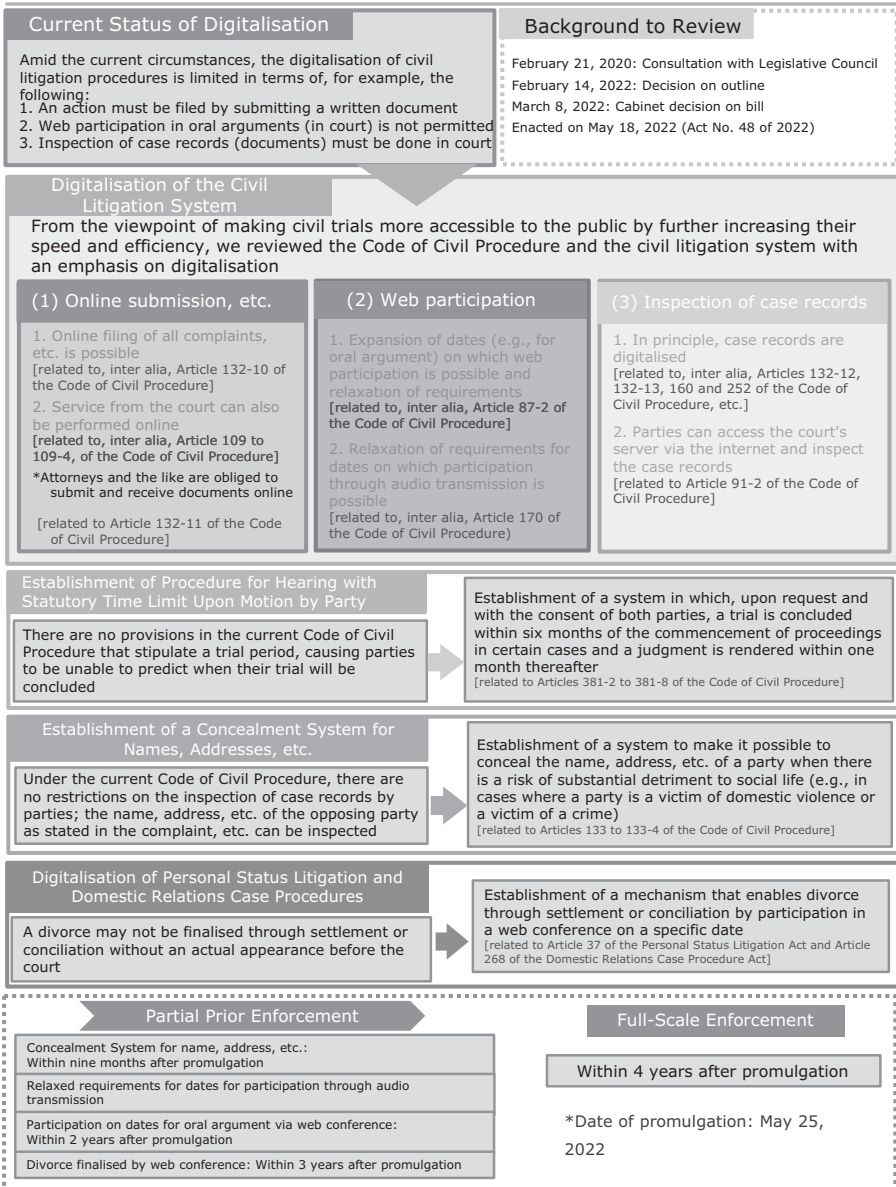 Current Status of Digitalisation
Amid the current circumstances, the digitalisation of civil
litigation procedures is limited in terms of, for example, the
following:
1. An action must be filed by submitting a written document
2. Web participation in oral arguments (in court) is not permitted
3. Inspection of case records (documents) must be done in court
Background to Review
February 21, 2020: Consultation with Legislative Council
February 14, 2022: Decision on outline
March 8, 2022: Cabinet decision on bill
Enacted on May 18, 2022 (Act No. 48 of 2022)
Digitalisation of the Civil
Litigation System
From the viewpoint of making civil trials more accessible to the public by further increasing their
speed and efficiency, we reviewed the Code of Civil Procedure and the civil litigation system with
an emphasis on digitalisation
(1) Online submission, etc.
1. Online filing of all complaints,
etc. is possible
[related to, inter alia, Article 132-10 of
the Code of Civil Procedure]
2. Service from the court can also
be performed online
[related to, inter alia, Article 109 to
109-4, of the Code of Civil Procedure]
*Attorneys and the like are obliged to
submit and receive documents online
[related to Article 132-11 of the Code
of Civil Procedure]
(2) Web participation
1. Expansion of dates (e.g., for
oral argument) on which web
participation is possible and
relaxation of requirements
[related to, inter alia, Article 87-2 of
the Code of Civil Procedure]
2. Relaxation of requirements for
dates on which participation
through audio transmission is
possible
[related to, inter alia, Article 170 of
the Code of Civil Procedure)
(3) Inspection of case records
1. In principle, case records are
digitalised
[related to, inter alia, Articles 132-12,
132-13, 160 and 252 of the Code of
Civil Procedure, etc.]
2. Parties can access the court's
server via the internet and inspect
the case records
[related to Article 91-2 of the Code of
Civil Procedure]
Establishment of Procedure for Hearing with
Statutory Time Limit Upon Motion by Party
There are no provisions in the current Code of Civil
Procedure that stipulate a trial period, causing parties
to be unable to predict when their trial will be
concluded
Establishment of a system in which, upon request and
with the consent of both parties, a trial is concluded
within six months of the commencement of proceedings
in certain cases and a judgment is rendered within one
month thereafter
[related to Articles 381-2 to 381-8 of the Code of Civil Procedure]
Establishment of a Concealment System for
Names, Addresses, etc.
Under the current Code of Civil Procedure, there are
no restrictions on the inspection of case records by
parties; the name, address, etc. of the opposing party
as stated in the complaint, etc. can be inspected
Establishment of a system to make it possible to
conceal the name, address, etc. of a party when there
is a risk of substantial detriment to social life (e.g., in
cases where a party is a victim of domestic violence or
a victim of a crime)
[related to Articles 133 to 133-4 of the Code of Civil Procedure]
Digitalisation of Personal Status Litigation and
Domestic Relations Case Procedures
A divorce may not be finalised through settlement or
conciliation without an actual appearance before the
court
Establishment of a mechanism that enables divorce
through settlement or conciliation by participation in
a web conference on a specific date
[related to Article 37 of the Personal Status Litigation Act and Article
268 of the Domestic Relations Case Procedure Act]
Partial Prior Enforcement
Concealment System for name, address, etc.:
Within nine months after promulgation
Relaxed requirements for dates for participation through audio
transmission
Participation on dates for oral argument via web conference:
Within 2 years after promulgation
Divorce finalised by web conference: Within 3 years after promulgation
Full-Scale Enforcement
Within 4 years after promulgation
*Date of promulgation: May 25,
2022